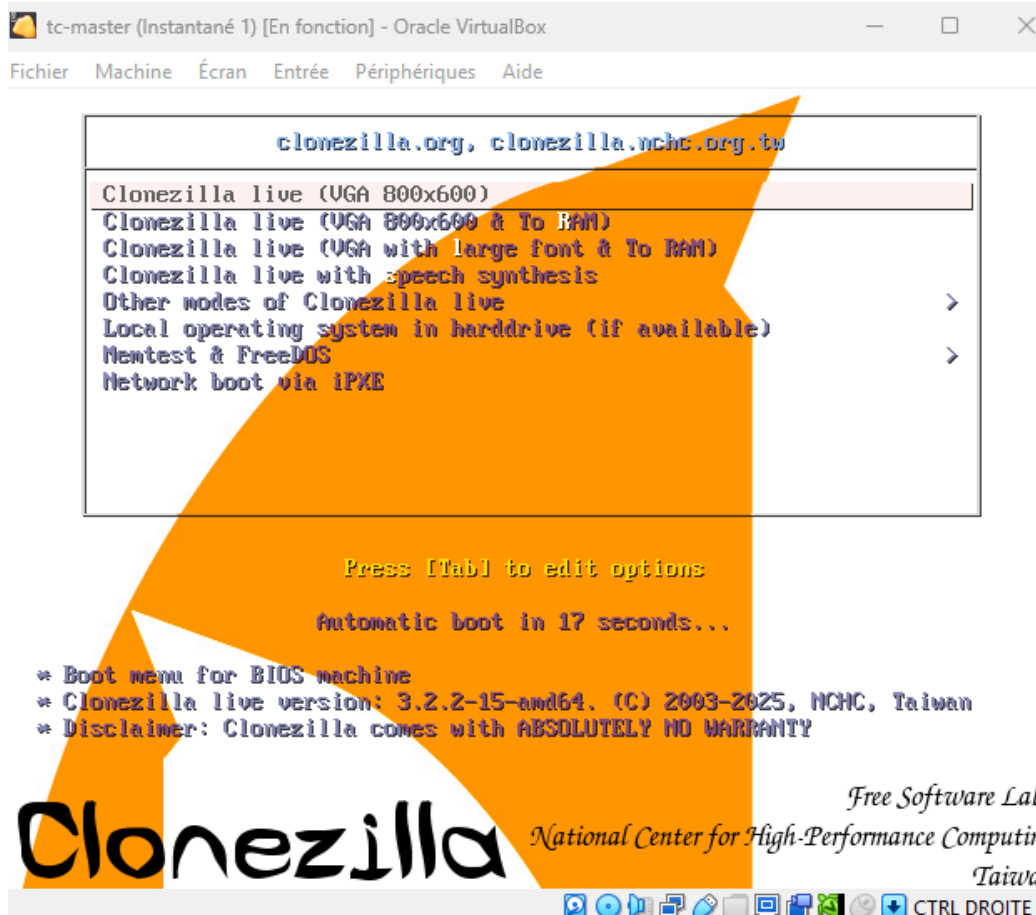 tc-master (Instantané 1) [En fonction] - Oracle VirtualBox
Fichier Machine Écran Entrée Périphériques Aide
clonezilla.org, clonezilla.nchc.org.tw
Clonezilla live (VGA 800x600)
Clonezilla live (VGA 800x600 & To RAM)
Clonezilla live (VGA with large font & To RAM)
Clonezilla live with speech synthesis
Other modes of Clonezilla live >
Local operating system in harddrive (if available)
Memtest & FreeDOS >
Network boot via iPXE
Press [Tab] to edit options
Automatic boot in 17 seconds...
* Boot menu for BIOS machine
* Clonezilla live version: 3.2.2-15-amd64. (C) 2003-2025, NCHC, Taiwan
* Disclaimer: Clonezilla comes with ABSOLUTELY NO WARRANTY
Free Software La
Clonezilla
National Center for High-Performance Computin
Taiwa
CTRL DROITE